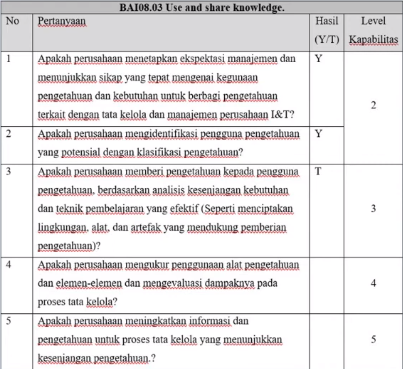 BAI08.03 Use and share knowledge.
No Pertanyaan Hasil Level
(Y/T) Kapabilitas
1 Apakah perusahaan menetapkan ekspektasi manajemen dan Y
menunjukkan sikap yang tepat mengenai kegunaan
pengetahuan dan kebutuhan untuk berbagi pengetahuan
terkait dengan tata kelola dan manajemen perusahaan I&T?
2
2 Apakah perusahaan mengidentifikasi pengguna pengetahuan Y
yang potensial dengan klasifikasi pengetahuan?
3 Apakah perusahaan memberi pengetahuan kepada pengguna T
pengetahuan, berdasarkan analisis kesenjangan kebutuhan
dan teknik pembelajaran yang efektif (Seperti menciptakan 3
lingkungan, alat, dan artefak yang mendukung pemberian
pengetahuan)?
4 Apakah perusahaan mengukur penggunaan alat pengetahuan
dan elemen-elemen dan mengevaluasi dampaknya pada 4
proses tata kelola?
5 Apakah perusahaan meningkatkan informasi dan
pengetahuan untuk proses tata kelola yang menunjukkan 5
kesenjangan pengetahuan.?